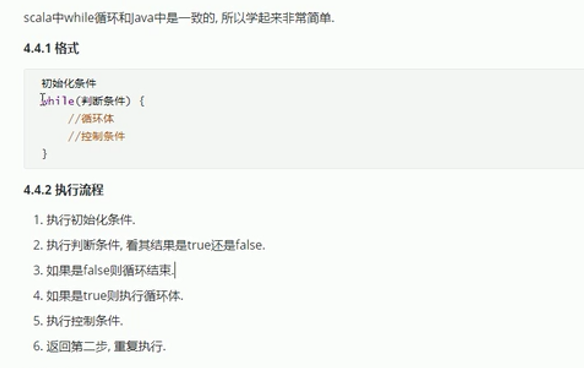 scala中while循环和Java中是一致的, 所以学起来非常简单.
4.4.1 格式
初始化条件
while(判断条件) {
//循环体
//控制条件
}
4.4.2 执行流程
1. 执行初始化条件.
2. 执行判断条件, 看其结果是true还是false.
3. 如果是false则循环结束.
4. 如果是true则执行循环体.
5. 执行控制条件.
6. 返回第二步, 重复执行.